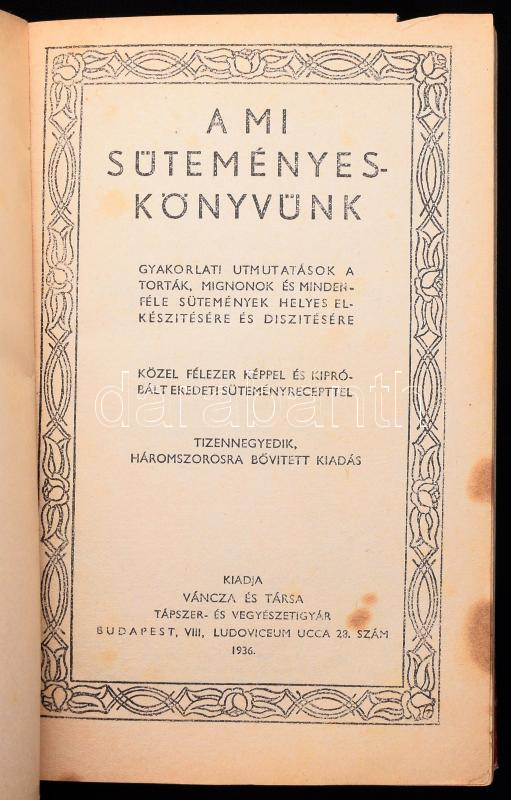 A MI
SÜTEMÉNYES-
KÖNYVÜNK
GYAKORLATI UTMUTATÁSOK A
TORTÁK, MIGNONOK ÉS MINDEN-
FÉLE SÜTEMÉNYEK HELYES EL-
KÉSZITÉSÉRE ÉS DISZITÉSÉRE
KÖZEL FÉLEZER KÉPPEL ÉS KIPRÓ-
BÁLT EREDETI SÜTEMÉNYRECEPTTEL
darabanth
TIZENNEGYEDIK,
HÁROMSZOROSRA BŐVITETT KIADÁS
KIADJA
VÁNCZA ÉS TÁRSA
TÁPSZER- ÉS VEGYÉSZETIGYÁR
BUDAPEST, VIII, LUDOVICEUM UCCA 28. SZÁM
1936.